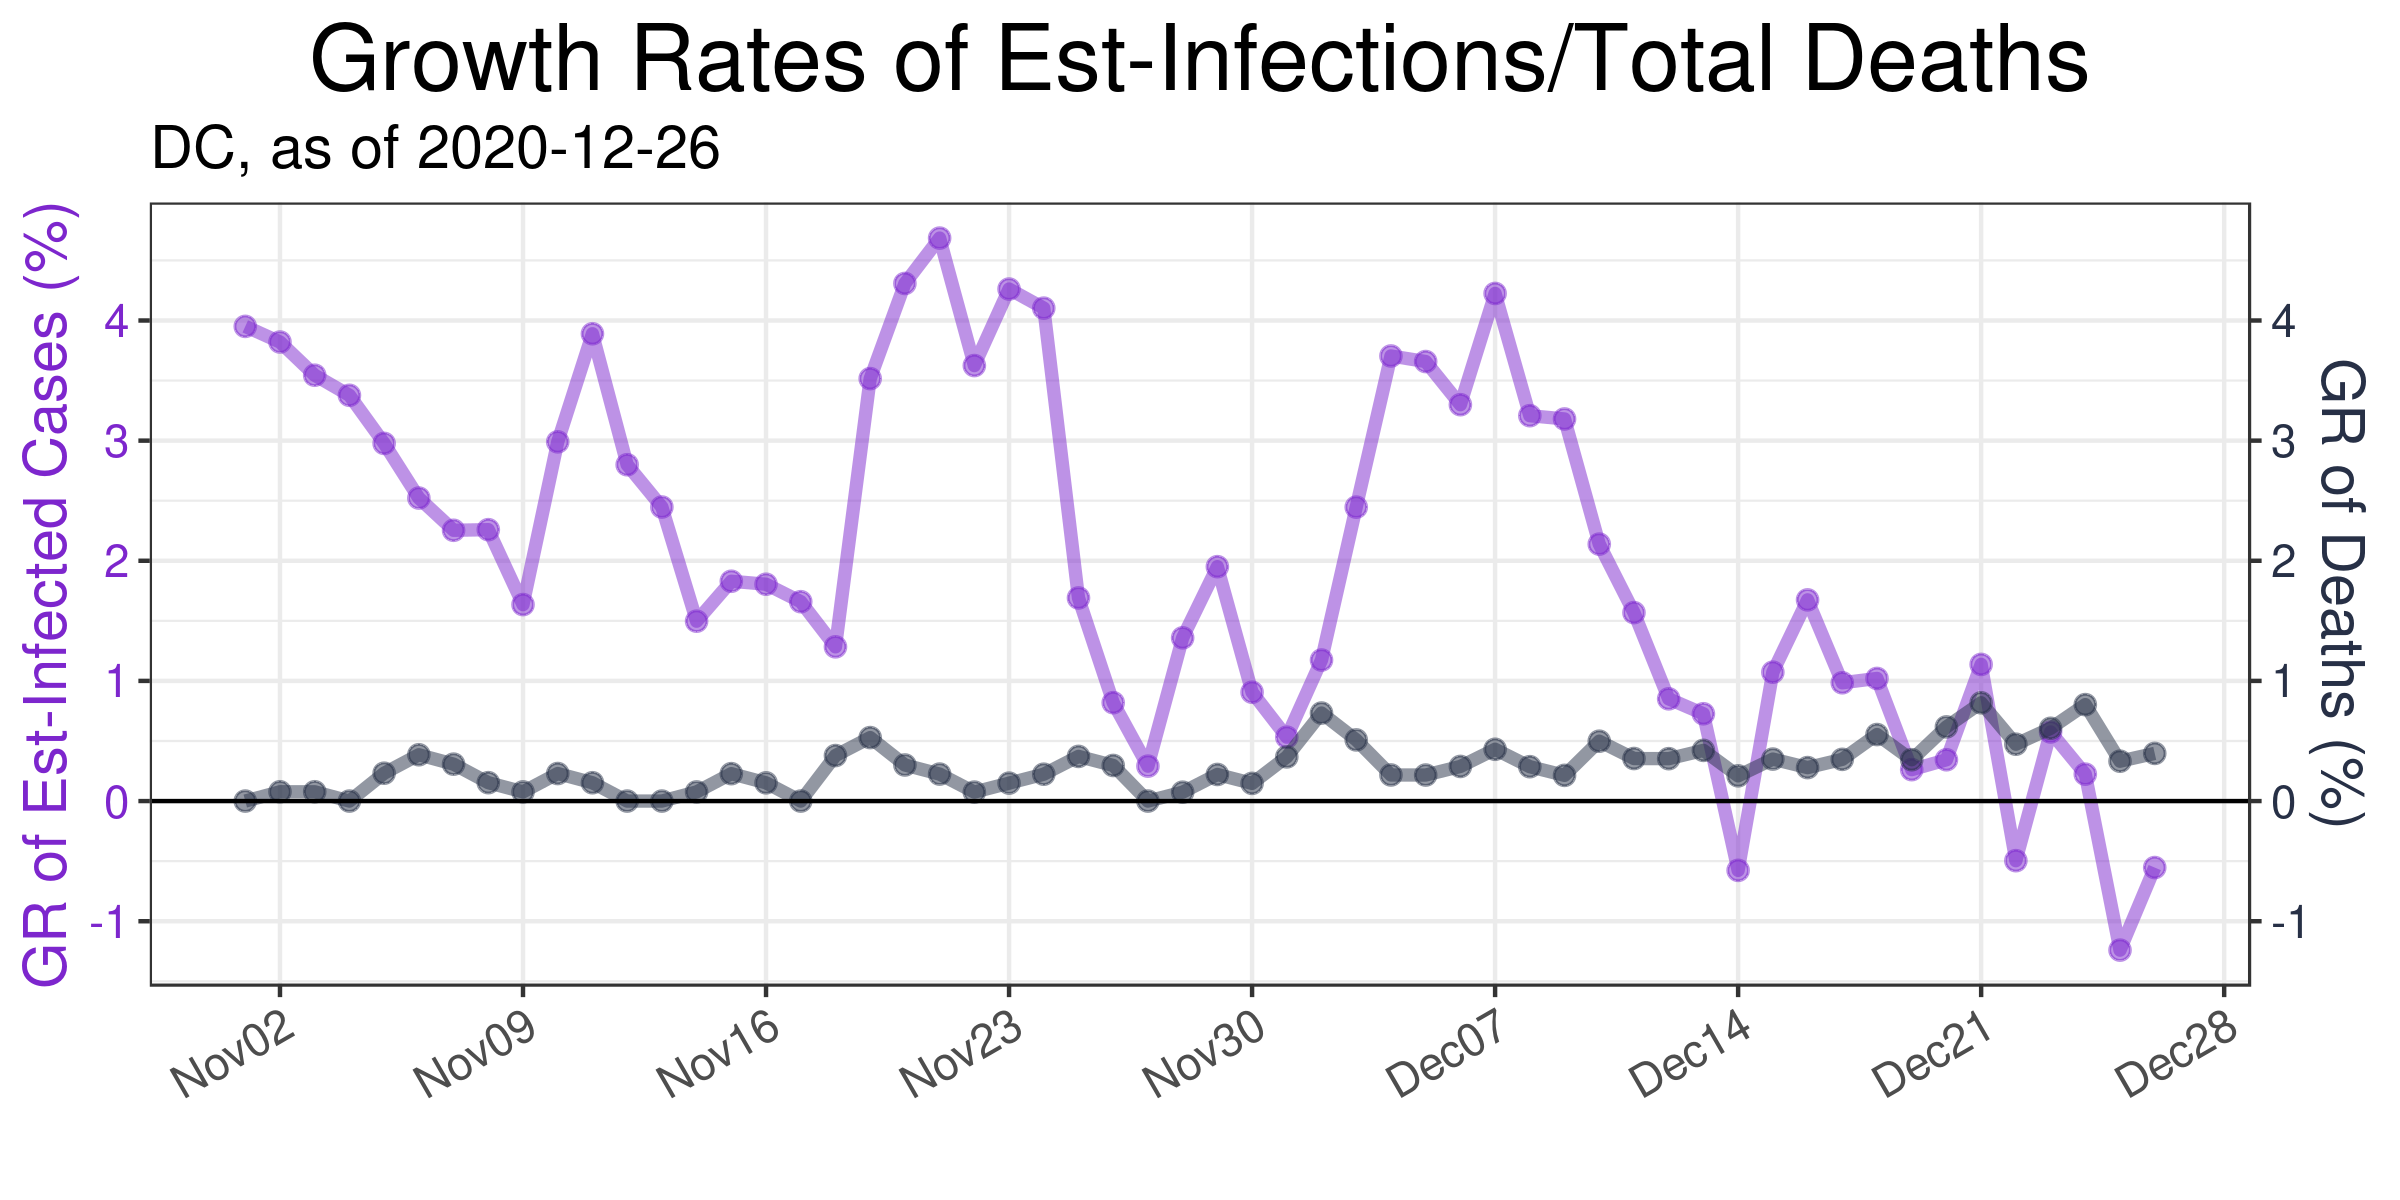 Growth Rates of Est-Infections/Total Deaths
DC, as of 2020-12-26
GR of Est-Infected Cases (%)
4
3
2
1
0
-1
4
3
2
1
0
-1
GR of Deaths (%)
Nov02
Nov09
Nov16
Nov23
Nov30
Dec07
Dec14
Dec21
Dec28